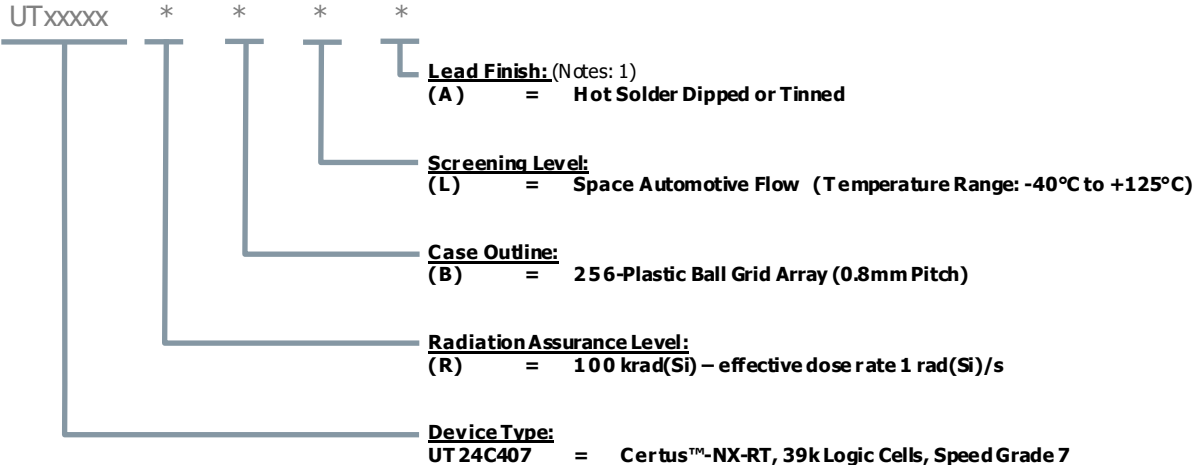 UTxxxxx * * * *
Lead Finish: (Notes: 1)
(A) = Hot Solder Dipped or Tinned
Screening Level:
(L) = Space Automotive Flow (Temperature Range: -40°C to +125°C)
Case Outline:
(B) = 256-Plastic Ball Grid Array (0.8mm Pitch)
Radiation Assurance Level:
(R) = 100 krad(Si) – effective dose rate 1 rad(Si)/s
Device Type:
UT24C407 = Certus™-NX-RT, 39k Logic Cells, Speed Grade 7